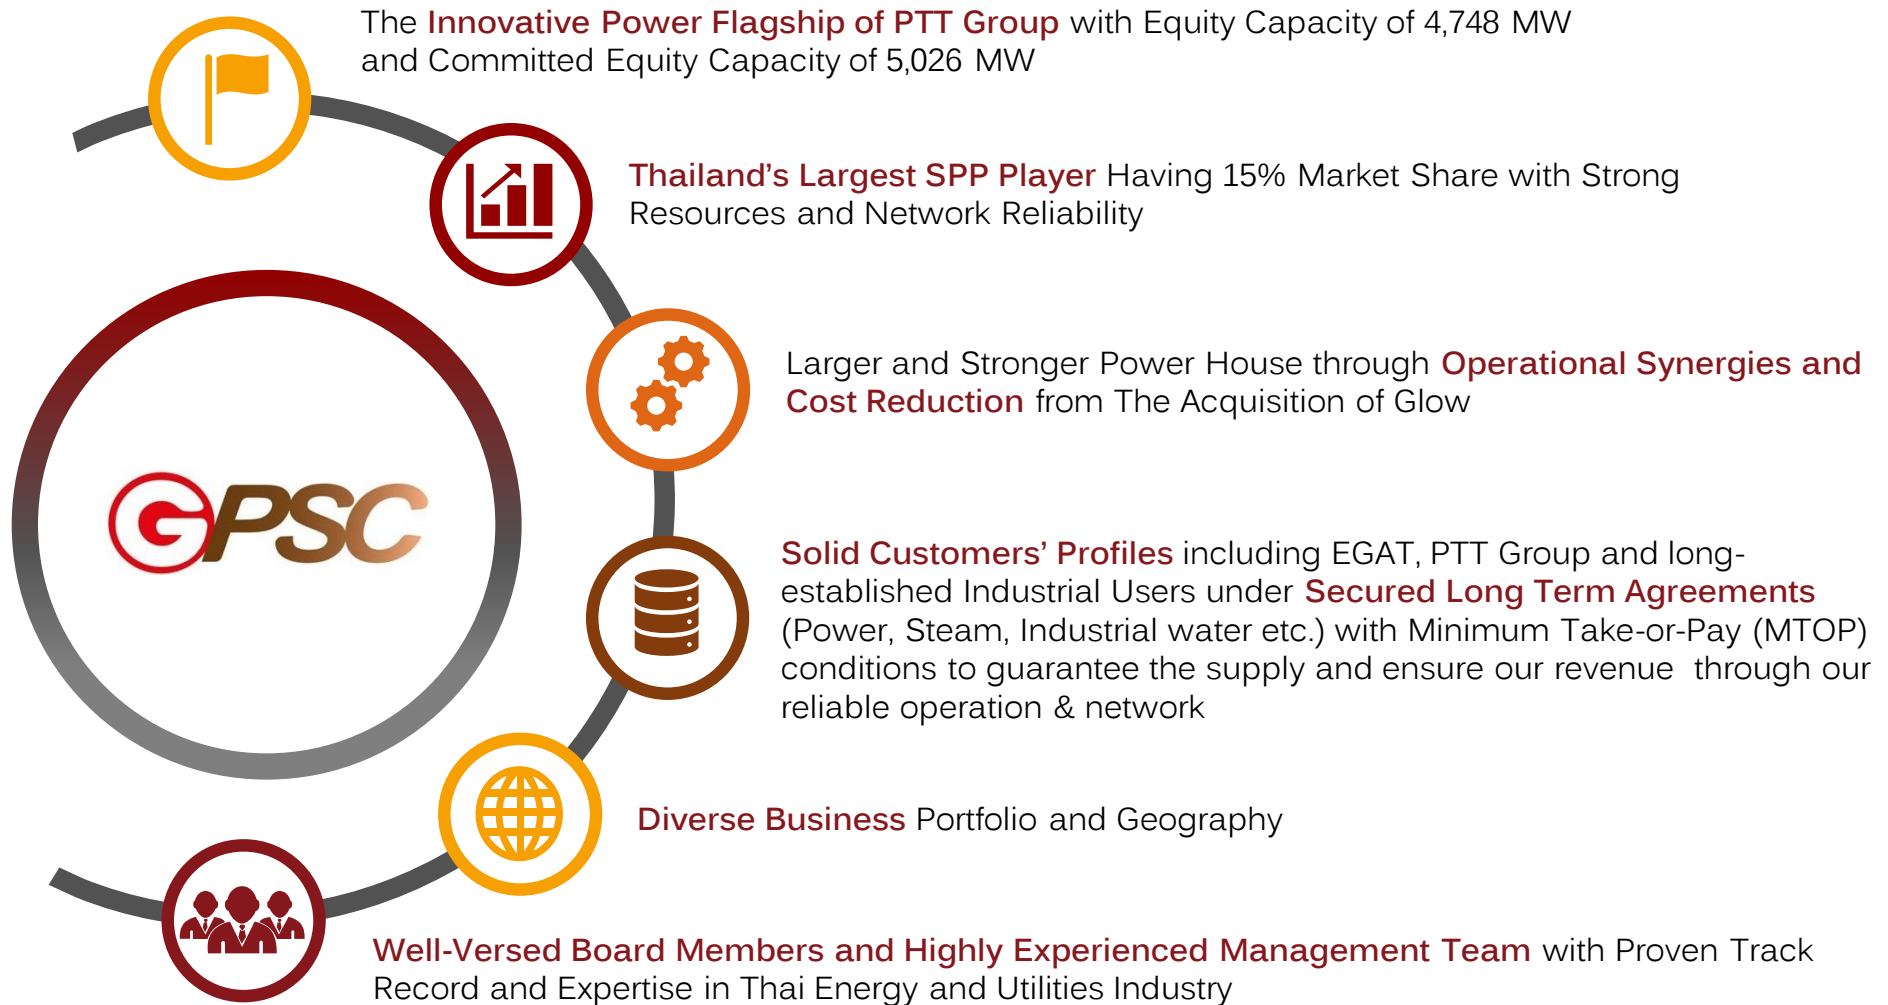 The Innovative Power Flagship of PTT Group with Equity Capacity of 4,748 MW
and Committed Equity Capacity of 5,026 MW
Thailand's Largest SPP Player Having 15% Market Share with Strong
Resources and Network Reliability
Larger and Stronger Power House through Operational Synergies and
Cost Reduction from The Acquisition of Glow
GPSC
Solid Customers' Profiles including EGAT, PTT Group and long-
established Industrial Users under Secured Long Term Agreements
(Power, Steam, Industrial water etc.) with Minimum Take-or-Pay (MTOP)
conditions to guarantee the supply and ensure our revenue through our
reliable operation & network
Diverse Business Portfolio and Geography
Well-Versed Board Members and Highly Experienced Management Team with Proven Track
Record and Expertise in Thai Energy and Utilities Industry